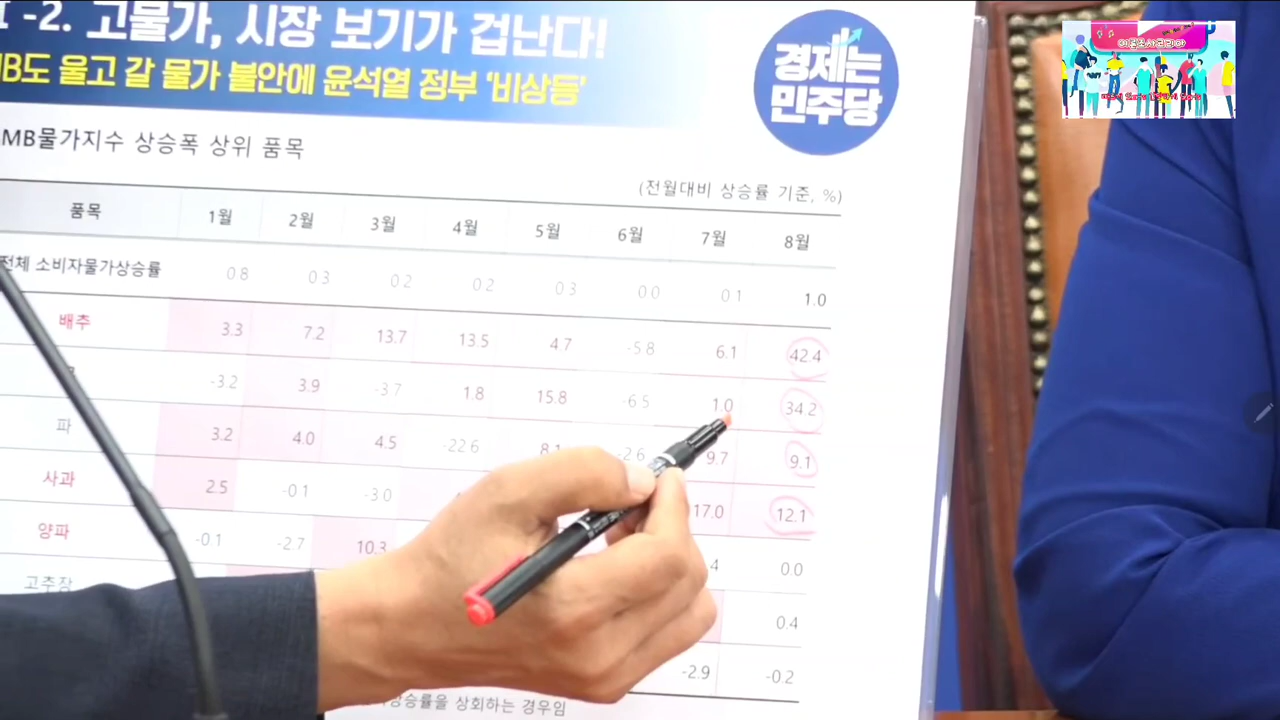 -2. 고물가, 시장 보기가 겁난다!
MB도 울고 갈 물가 불안에 윤석열 정부 ‘비상등’
경제는
민주당
MB물가지수 상승폭 상위 품목
(전월대비 상승률 기준, %)
품목 1월 2월 3월 4월 5월 6월 7월 8월
전체 소비자물가상승률 0.8 0.3 0.2 0.2 0.3 0.0 0.1 1.0
배추 3.3 7.2 13.7 13.5 4.7 -5.8 6.1 42.4
-3.2 3.9 -3.7 1.8 15.8 -6.5 1.0 34.2
파 3.2 4.0 4.5 -22.6 8.1 -2.6 9.7 9.1
사과 2.5 -0.1 -3.0 17.0 12.1
양파 -0.1 -2.7 10.3 0.0
고추장 0.4
-2.9 -0.2
상승률을 상회하는 경우임